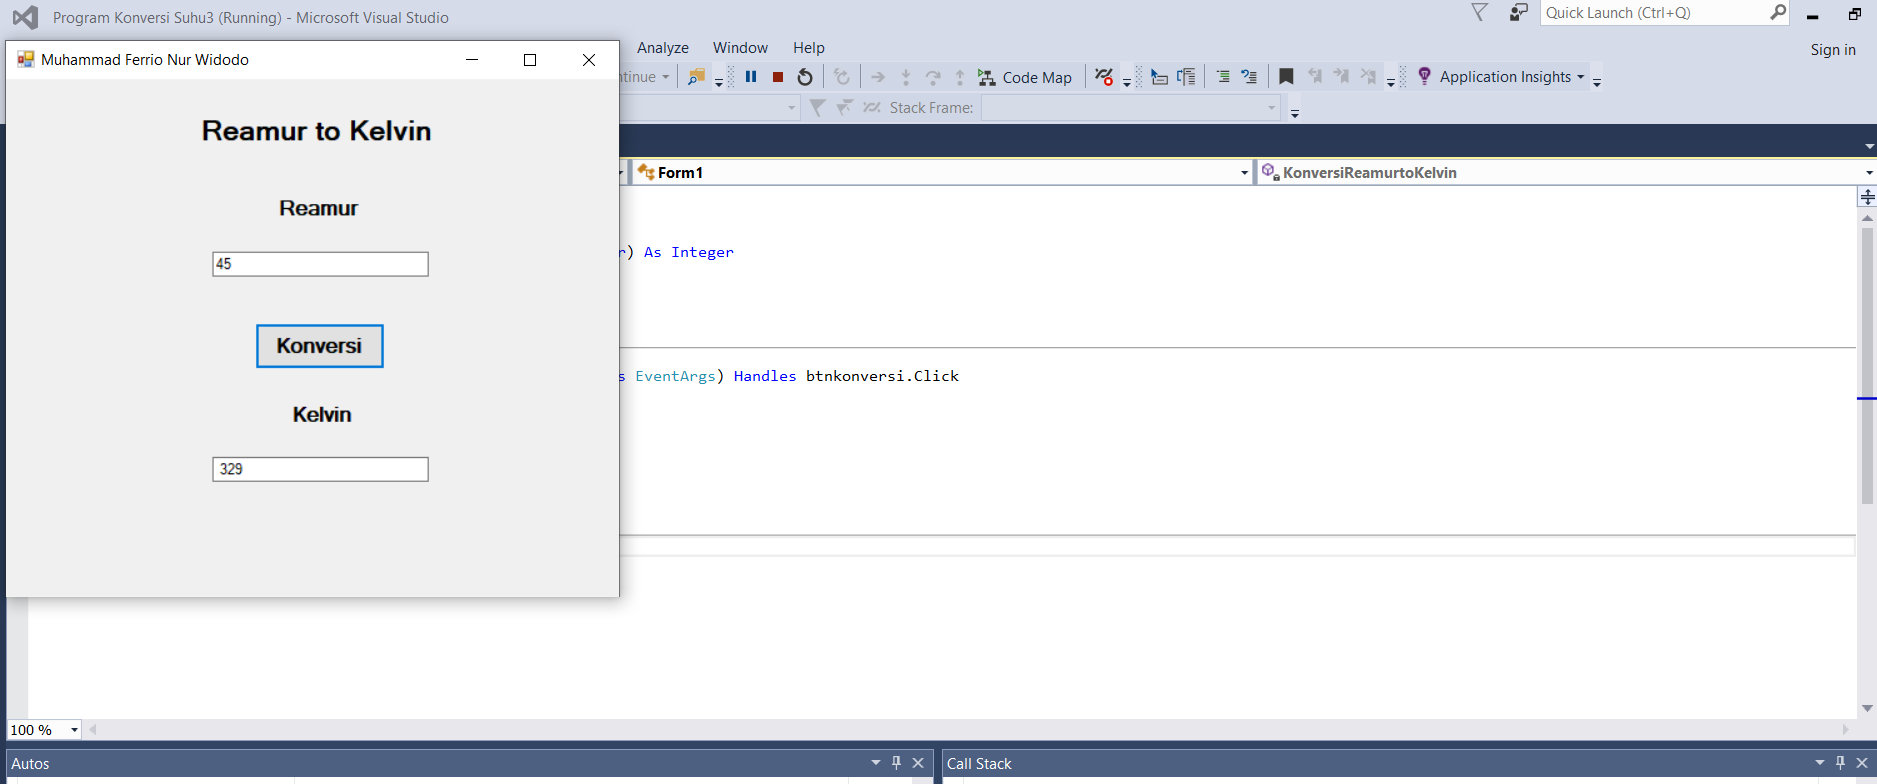 Program Konversi Suhu3 (Running) - Microsoft Visual Studio
Quick Launch (Ctrl+Q)
Muhammad Ferrio Nur Widodo
Analyze Window Help
Sign in
Code Map
Application Insights
Stack Frame:
Reamur to Kelvin
Form1
KonversiReamurtoKelvin
Reamur
) As Integer
45
Konversi
EventArgs) Handles btnkonversi.Click
Kelvin
329
100 %
Autos
Call Stack